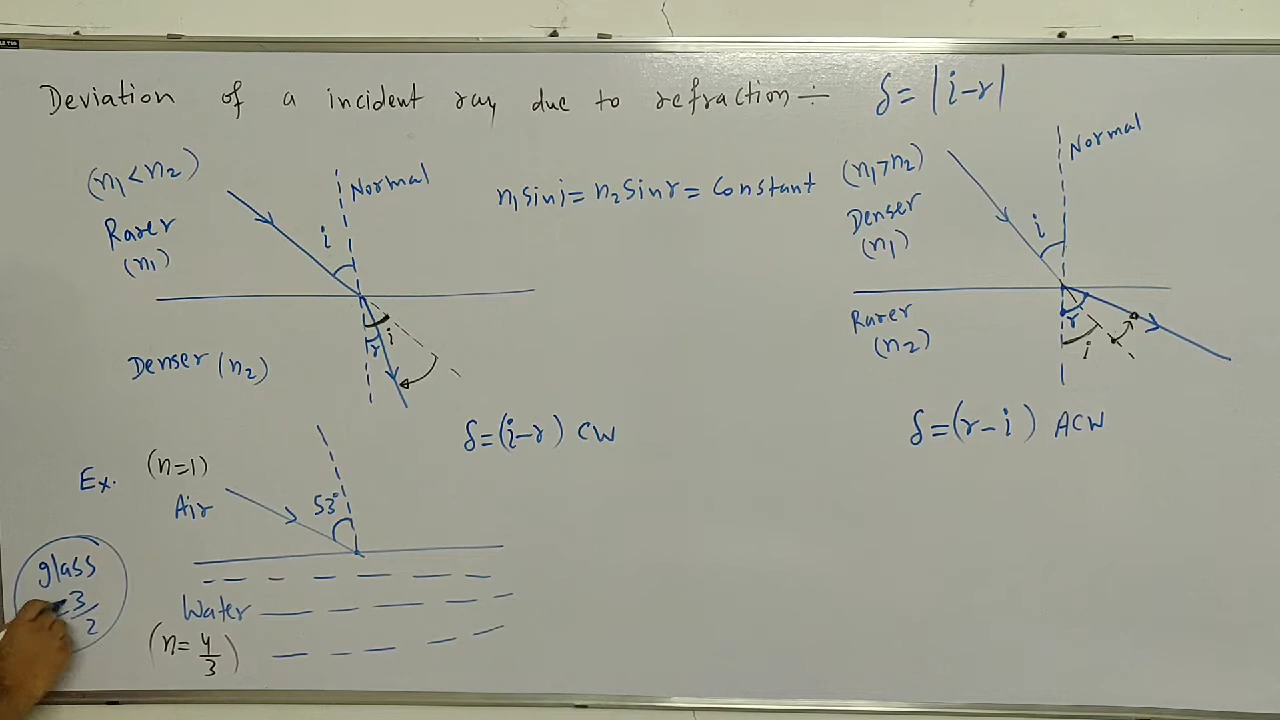 Deviation of a incident ray due to refraction ÷ δ = |i-r|
(n1 < n2)
Rarer
(n1)
Normal
i
i
r
Denser (n2)
δ = (i-r) CW
n1 sin i = n2 sin r = Constant
(n1 > n2)
Denser
(n1)
Normal
i
Rarer
(n2)
r
i
δ = (r-i) ACW
Ex. (n=1)
Air
53°
glass
3/2
Water
(n = 4/3)